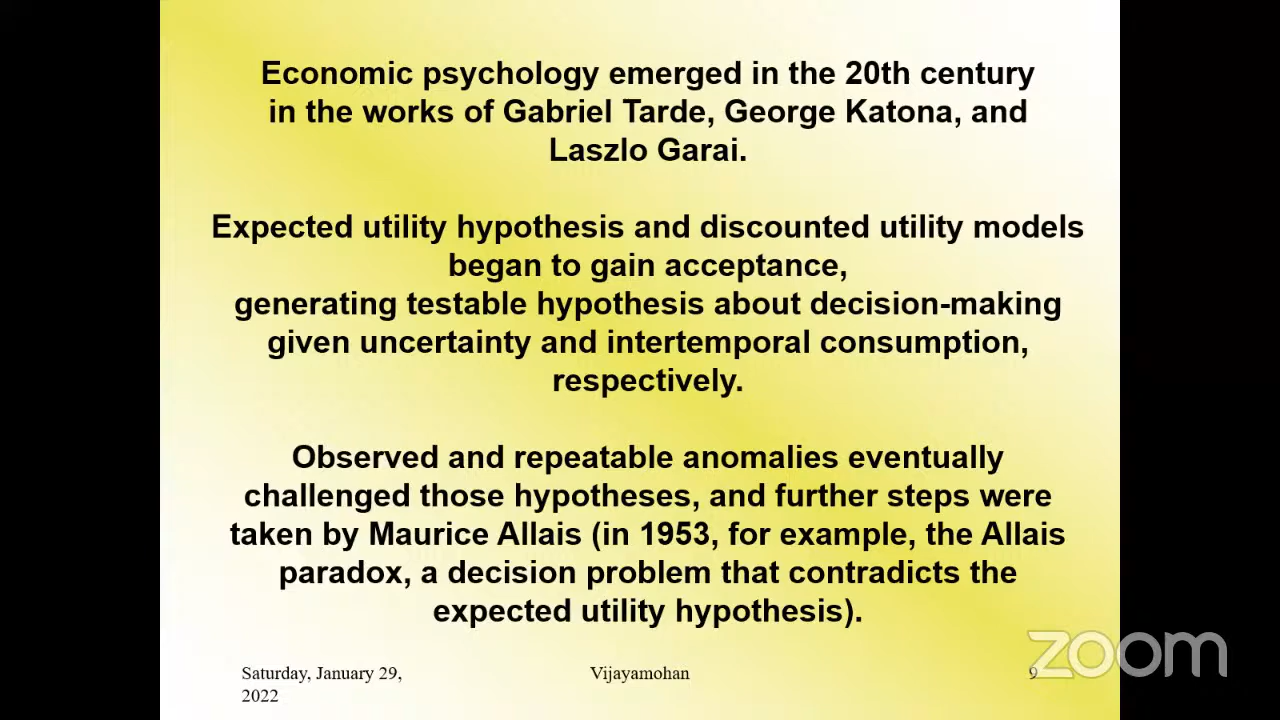 Economic psychology emerged in the 20th century
in the works of Gabriel Tarde, George Katona, and
Laszlo Garai.
Expected utility hypothesis and discounted utility models
began to gain acceptance,
generating testable hypothesis about decision-making
given uncertainty and intertemporal consumption,
respectively.
Observed and repeatable anomalies eventually
challenged those hypotheses, and further steps were
taken by Maurice Allais (in 1953, for example, the Allais
paradox, a decision problem that contradicts the
expected utility hypothesis).
Saturday, January 29,
2022
Vijayamohan
9
zoom